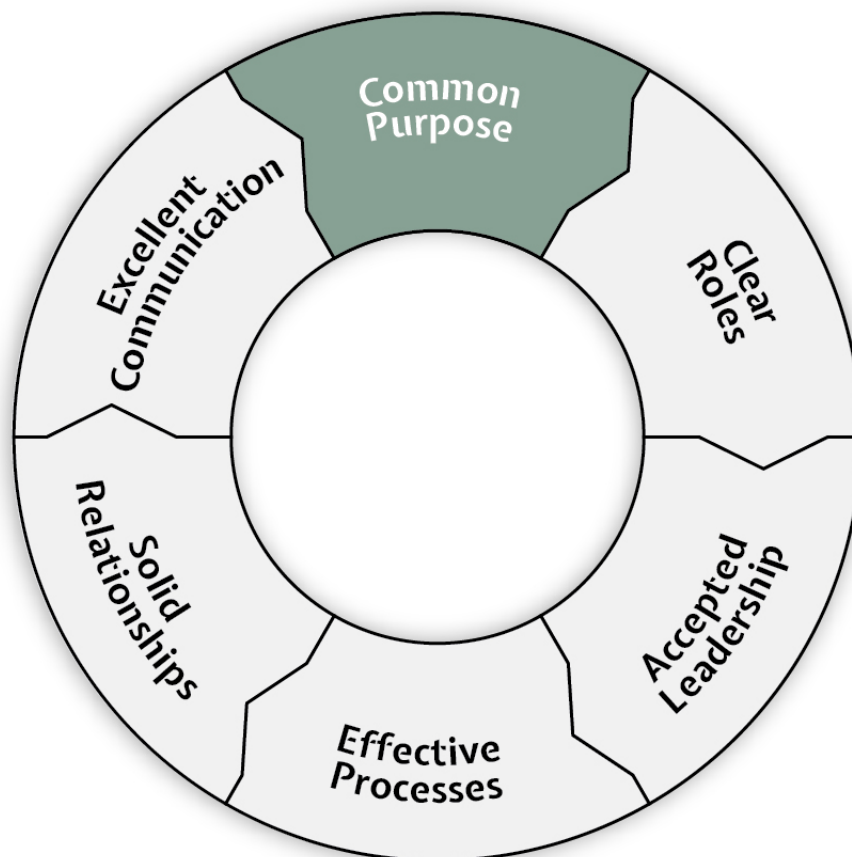 Common
Purpose
Clear
Roles
Accepted
Leadership
Effective
Processes
Solid
Relationships
Excellent
Communication